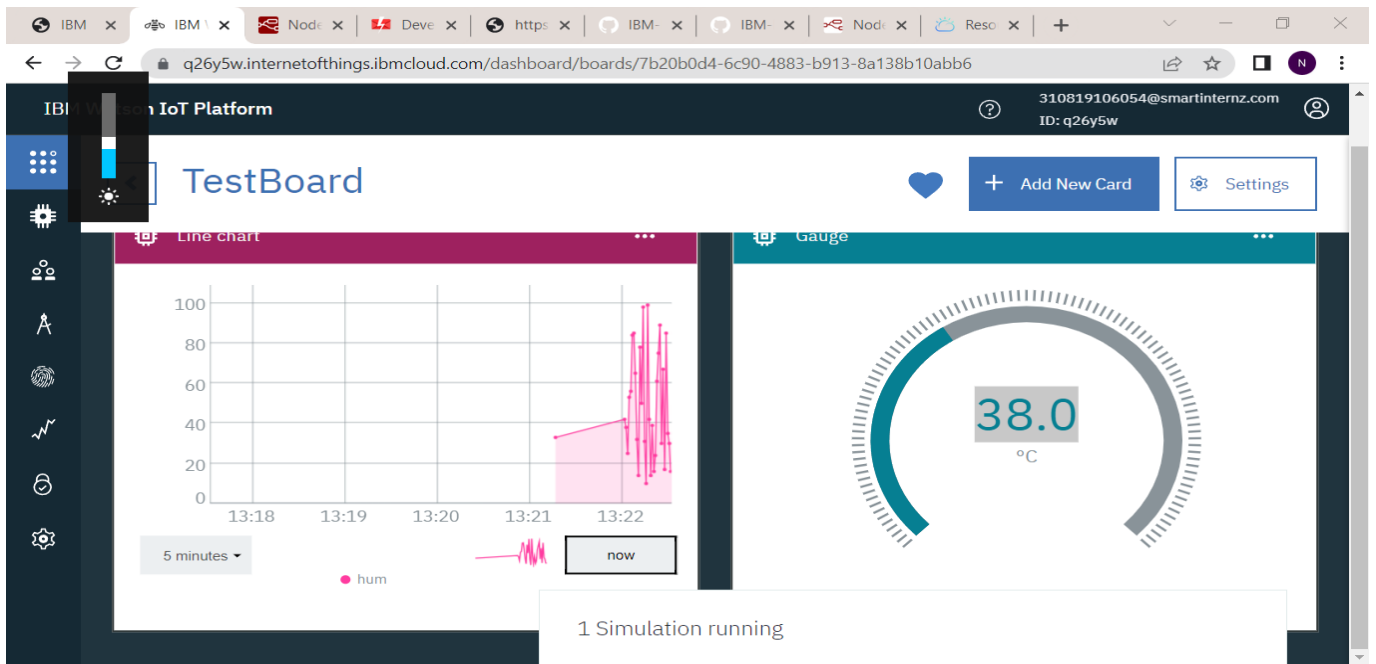 IBM
IBM \
Node
Deve
https
IBM-
IBM-
Node
Reso
q26y5w.internetofthings.ibmcloud.com/dashboard/boards/7b20b0d4-6c90-4883-b913-8a138b10abb6
N
IBM Watson IoT Platform
310819106054@smartinternz.com
ID: q26y5w
TestBoard
Add New Card
Settings
Line chart
Gauge
100
80
60
40
20
0
13:18
13:19
13:20
13:21
13:22
5 minutes
now
hum
38.0
°C
1 Simulation running